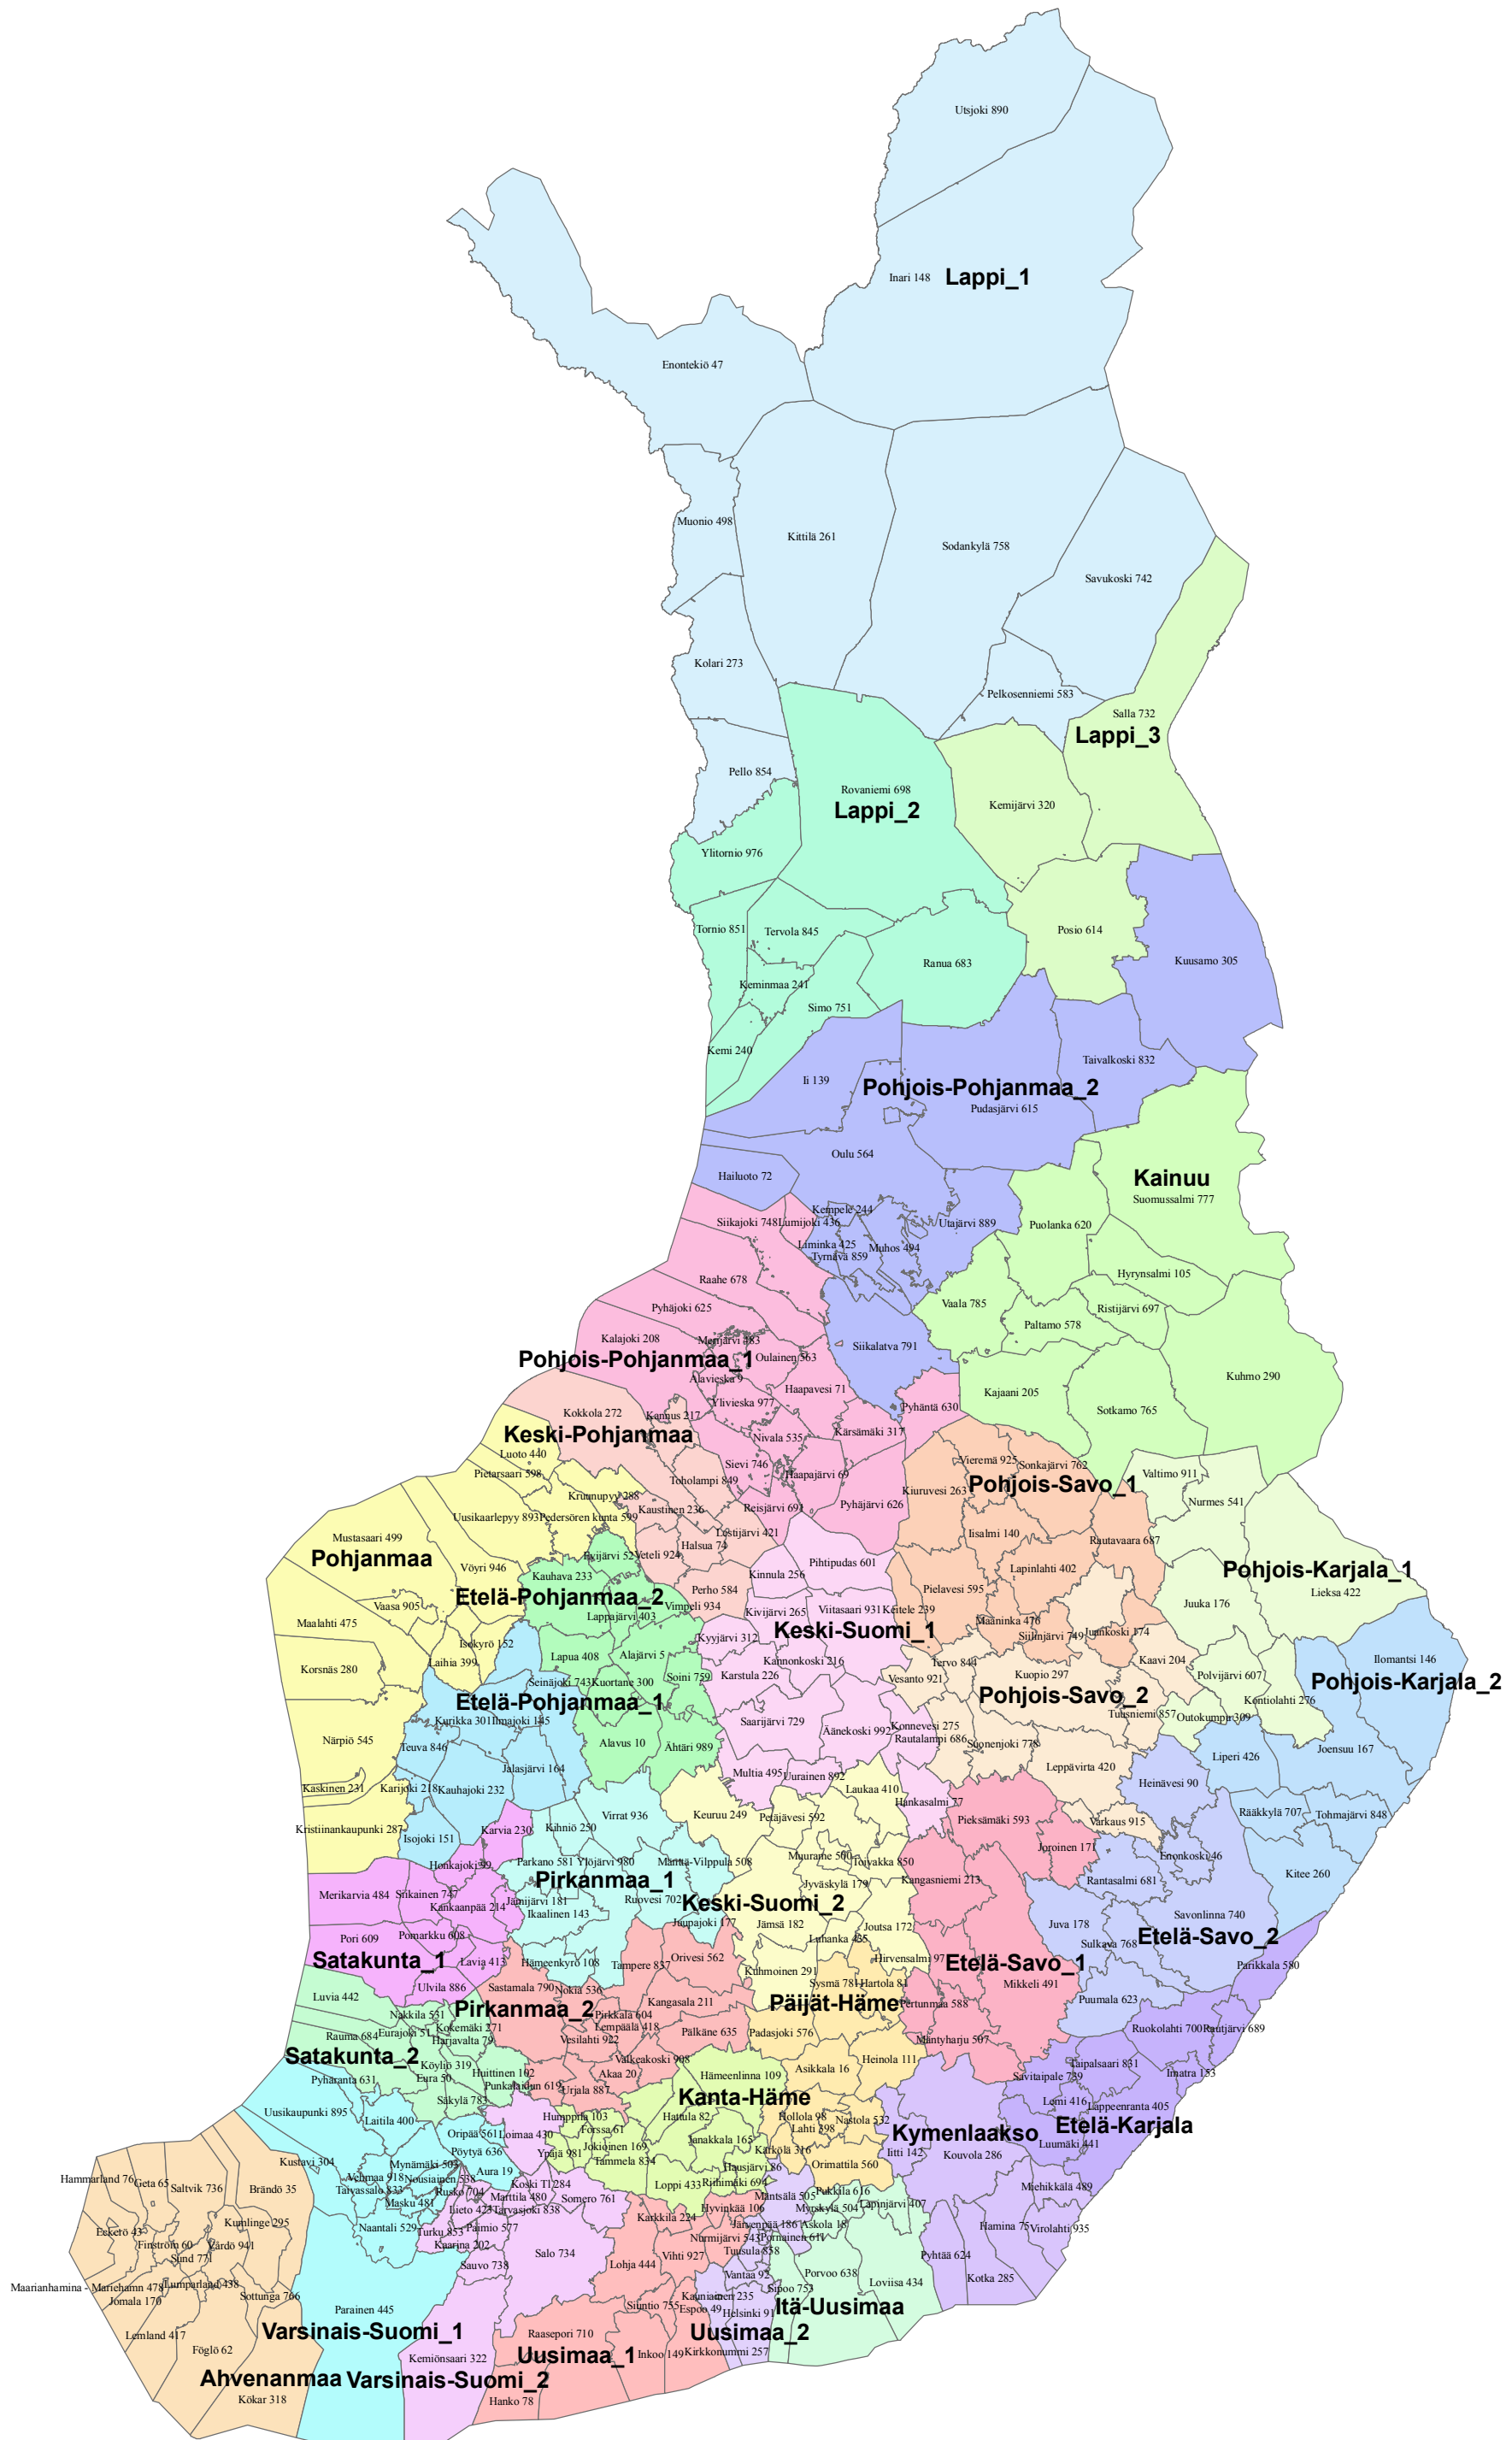 Utsjoki 890
Inari 148
Lappi_1
Enontekiö 47
Muonio 498
Kittilä 261
Sodankylä 758
Savukoski 742
Kolari 273
Pelkosenniemi 583
Salla 732
Lappi_3
Pello 854
Rovaniemi 698
Lappi_2
Kemijärvi 320
Ylitornio 976
Tornio 851
Tervola 845
Posio 614
Ranua 683
Kuusamo 305
Keminmaa 241
Simo 751
Kemi 240
Ii 139
Taivalkoski 832
Pohjois-Pohjanmaa_2
Pudasjärvi 615
Oulu 564
Hailuoto 72
Kainuu
Suomussalmi 777
Kempele 244
Siikajoki 748
Lumijoki 436
Utajärvi 889
Puolanka 620
Liminka 425
Muhos 494
Tyrnävä 859
Raahe 678
Hyrynsalmi 105
Vaala 785
Ristijärvi 697
Pyhäjoki 625
Paltamo 578
Kalajoki 208
Merijärvi 483
Siikalatva 791
Pohjois-Pohjanmaa_1
Oulainen 563
Kuhmo 290
Alavieska 9
Haapavesi 71
Kajaani 205
Ylivieska 977
Pyhäntä 630
Sotkamo 765
Kokkola 272
Kannus 217
Keski-Pohjanmaa
Nivala 535
Kärsämäki 317
Luoto 440
Vieremä 925
Sonkajärvi 762
Pietarsaari 598
Sievi 746
Haapajärvi 69
Toholampi 849
Pohjois-Savo_1
Kiuruvesi 263
Valtimo 911
Kruunupyy 288
Nurmes 541
Kaustinen 236
Reisjärvi 691
Pyhäjärvi 626
Uusikaarlepyy 893
Pedersören kunta 599
Mustasaari 499
Lestijärvi 421
Iisalmi 140
Rautavaara 687
Halsua 74
Pohjanmaa
Evijärvi 52
Veteli 924
Pihtipudas 601
Vöyri 946
Kauhava 233
Kinnula 256
Lapinlahti 402
Pohjois-Karjala_1
Perho 584
Pielavesi 595
Lieksa 422
Etelä-Pohjanmaa_2
Vaasa 905
Vimpeli 934
Juuka 176
Lappajärvi 403
Kivijärvi 265
Viitasaari 931
Keitele 239
Maalahti 475
Maaninka 476
Keski-Suomi_1
Siilinjärvi 749
Juankoski 174
Kyyjärvi 312
Isokyrö 152
Lapua 408
Alajärvi 5
Laihia 399
Kannonkoski 216
Tervo 844
Kaavi 204
Ilomantsi 146
Korsnäs 280
Karstula 226
Vesanto 921
Kuopio 297
Polvijärvi 607
Soini 759
Seinäjoki 743
Kuortane 300
Pohjois-Karjala_2
Pohjois-Savo_2
Etelä-Pohjanmaa_1
Kontiolahti 276
Tuusniemi 857
Outokumpu 309
Kurikka 301
Ilmajoki 145
Saarijärvi 729
Äänekoski 992
Konnevesi 275
Rautalampi 686
Närpiö 545
Alavus 10
Ähtäri 989
Suonenjoki 778
Teuva 846
Liperi 426
Joensuu 167
Jalasjärvi 164
Multia 495
Uurainen 892
Leppävirta 420
Kaskinen 231
Karijoki 218
Kauhajoki 232
Laukaa 410
Heinävesi 90
Hankasalmi 77
Kristiinankaupunki 287
Virrat 936
Keuruu 249
Petäjävesi 592
Pieksämäki 593
Varkaus 915
Rääkkylä 707
Tohmajärvi 848
Isojoki 151
Karvia 230
Kihniö 250
Joroinen 171
Muurame 500
Enonkoski 46
Honkajoki 99
Parkano 581
Ylöjärvi 980
Mänttä-Vilppula 508
Toivakka 850
Kitee 260
Pirkanmaa_1
Kangasniemi 213
Rantasalmi 681
Jyväskylä 179
Merikarvia 484
Siikainen 747
Jämijärvi 181
Ruovesi 702
Keski-Suomi_2
Kankaanpää 214
Ikaalinen 143
Savonlinna 740
Juupajoki 177
Jämsä 182
Joutsa 172
Juva 178
Pori 609
Pomarkku 608
Luhanka 435
Sulkava 768
Etelä-Savo_2
Satakunta_1
Lavia 413
Hämeenkyrö 108
Tampere 837
Orivesi 562
Hirvensalmi 97
Etelä-Savo_1
Parikkala 580
Kuhmoinen 291
Sysmä 781
Hartola 81
Mikkeli 491
Ulvila 886
Sastamala 790
Nokia 536
Luvia 442
Kangasala 211
Päijät-Häme
Pertunmaa 588
Puumala 623
Pirkanmaa_2
Nakkila 531
Pirkkala 604
Lempäälä 418
Kokemäki 271
Rauma 684
Eurajoki 51
Harjavalta 79
Vesilahti 922
Pälkäne 635
Padasjoki 576
Mäntyharju 507
Ruokolahti 700
Rautjärvi 689
Satakunta_2
Köyliö 319
Valkeakoski 908
Asikkala 16
Heinola 111
Taipalsaari 831
Huittinen 102
Akaa 20
Hämeenlinna 109
Savitaipale 739
Imatra 153
Pyhäranta 631
Eura 50
Punkalaidun 619
Urjala 887
Kanta-Häme
Säkylä 783
Lemi 416
Lappeenranta 405
Uusikaupunki 895
Laitila 400
Humppila 103
Hattula 82
Hollola 98
Nastola 532
Etelä-Karjala
Forssa 61
Lahti 398
Kymenlaakso
Oripää 561
Loimaa 430
Jokioinen 169
Janakkala 165
Luumäki 441
Pöytyä 636
Ypäjä 981
Tammela 834
Kärkölä 316
Iitti 142
Kouvola 286
Kustavi 304
Mynämäki 503
Aura 19
Hausjärvi 86
Orimattila 560
Hammarland 76
Geta 65
Saltvik 736
Brändö 35
Vehmaa 918
Nousiainen 538
Koski Tl 284
Loppi 433
Riihimäki 694
Miehikkälä 489
Taivassalo 833
Rusko 704
Marttila 480
Somero 761
Mäntsälä 505
Pukkila 616
Masku 481
Lieto 423
Tarvasjoki 838
Hyvinkää 106
Myrskylä 504
Lapinjärvi 407
Kumlinge 295
Karkkila 224
Järvenpää 186
Askola 18
Eckerö 43
Naantali 529
Turku 853
Paimio 577
Hamina 75
Virolahti 935
Finström 60
Vårdö 941
Kaarina 202
Nurmijärvi 543
Pornainen 611
Sund 771
Salo 734
Vihti 927
Tuusula 858
Pyhtää 624
Sauvo 738
Lohja 444
Vantaa 92
Porvoo 638
Kotka 285
Maarianhamina - Mariehamn 478
Lumparland 438
Sipoo 753
Loviisa 434
Jomala 170
Sottunga 766
Kauniainen 235
Siuntio 755
Espoo 49
Itä-Uusimaa
Parainen 445
Helsinki 91
Lemland 417
Varsinais-Suomi_1
Raasepori 710
Uusimaa_2
Föglö 62
Kemiönsaari 322
Uusimaa_1
Inkoo 149
Kirkkonummi 257
Ahvenanmaa
Varsinais-Suomi_2
Kökar 318
Hanko 78